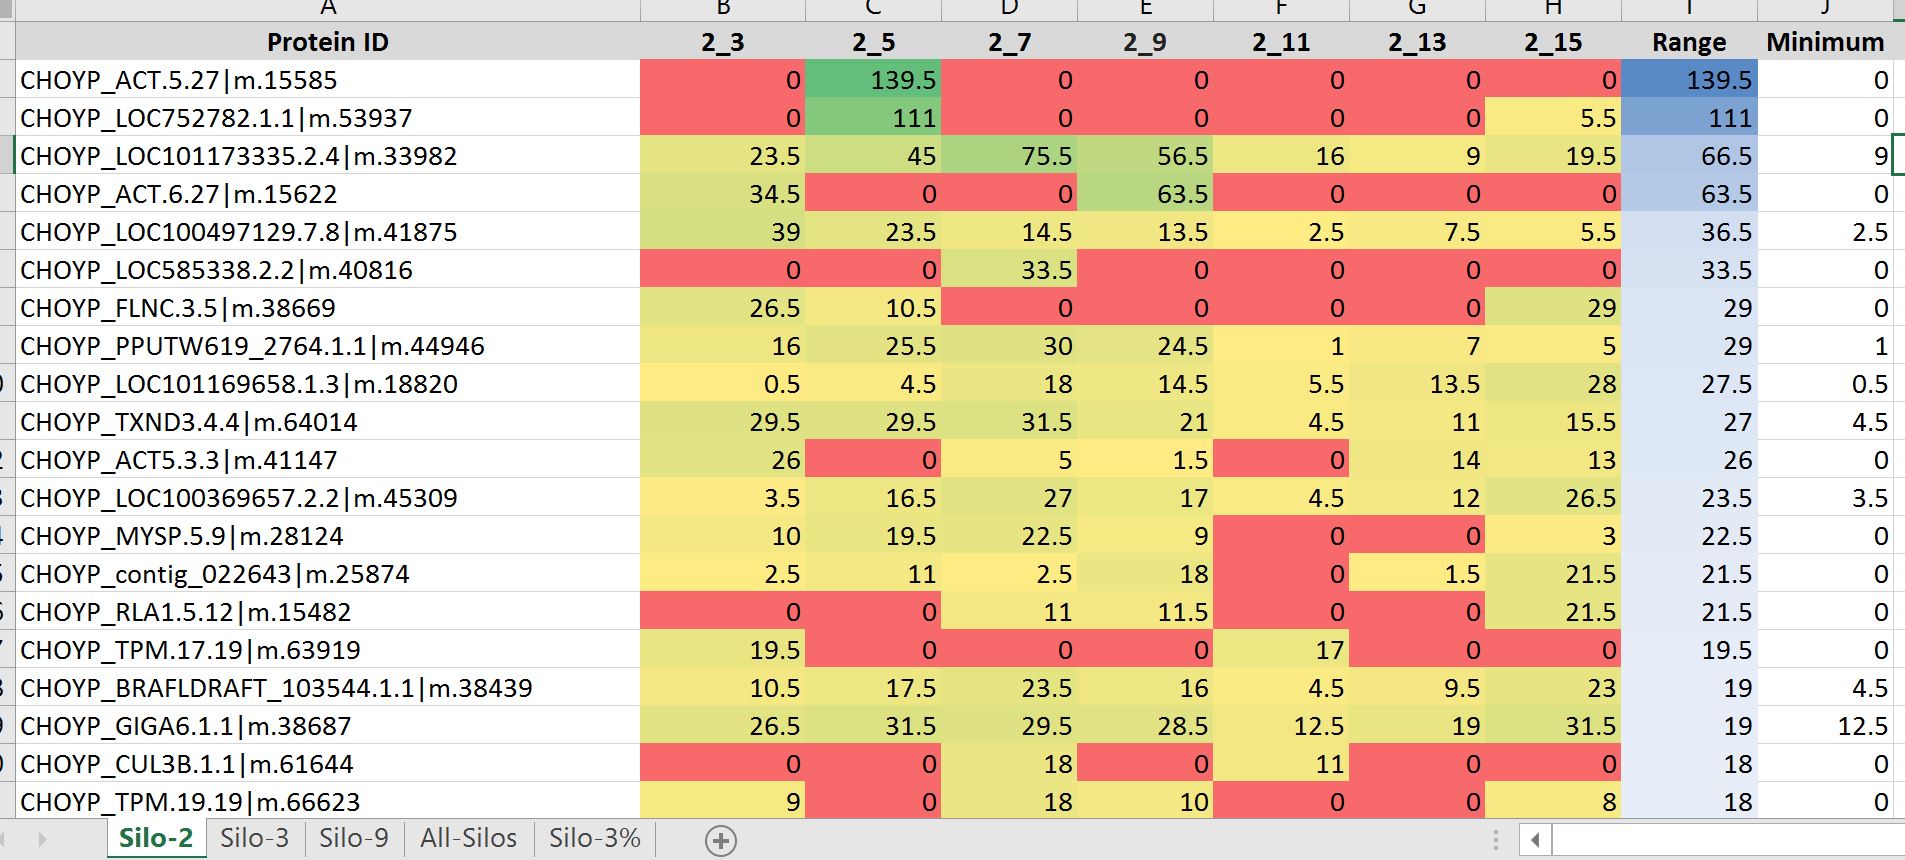 A B C D E F G H I J
Protein ID 2_3 2_5 2_7 2_9 2_11 2_13 2_15 Range Minimum
CHOYP_ACT.5.27|m.15585 0 139.5 0 0 0 0 0 139.5 0
CHOYP_LOC752782.1.1|m.53937 0 111 0 0 0 0 5.5 111 0
CHOYP_LOC101173335.2.4|m.33982 23.5 45 75.5 56.5 16 9 19.5 66.5 9
CHOYP_ACT.6.27|m.15622 34.5 0 0 63.5 0 0 0 63.5 0
CHOYP_LOC100497129.7.8|m.41875 39 23.5 14.5 13.5 2.5 7.5 5.5 36.5 2.5
CHOYP_LOC585338.2.2|m.40816 0 0 33.5 0 0 0 0 33.5 0
CHOYP_FLNC.3.5|m.38669 26.5 10.5 0 0 0 0 29 29 0
CHOYP_PPUTW619_2764.1.1|m.44946 16 25.5 30 24.5 1 7 5 29 1
CHOYP_LOC101169658.1.3|m.18820 0.5 4.5 18 14.5 5.5 13.5 28 27.5 0.5
CHOYP_TXND3.4.4|m.64014 29.5 29.5 31.5 21 4.5 11 15.5 27 4.5
CHOYP_ACT5.3.3|m.41147 26 0 5 1.5 0 14 13 26 0
CHOYP_LOC100369657.2.2|m.45309 3.5 16.5 27 17 4.5 12 26.5 23.5 3.5
CHOYP_MYSP.5.9|m.28124 10 19.5 22.5 9 0 0 3 22.5 0
CHOYP_contig_022643|m.25874 2.5 11 2.5 18 0 1.5 21.5 21.5 0
CHOYP_RLA1.5.12|m.15482 0 0 11 11.5 0 0 21.5 21.5 0
CHOYP_TPM.17.19|m.63919 19.5 0 0 0 17 0 0 19.5 0
CHOYP_BRAFLDRAFT_103544.1.1|m.38439 10.5 17.5 23.5 16 4.5 9.5 23 19 4.5
CHOYP_GIGA6.1.1|m.38687 26.5 31.5 29.5 28.5 12.5 19 31.5 19 12.5
CHOYP_CUL3B.1.1|m.61644 0 0 18 0 11 0 0 18 0
CHOYP_TPM.19.19|m.66623 9 0 18 10 0 0 8 18 0
Silo-2 Silo-3 Silo-9 All-Silos Silo-3%